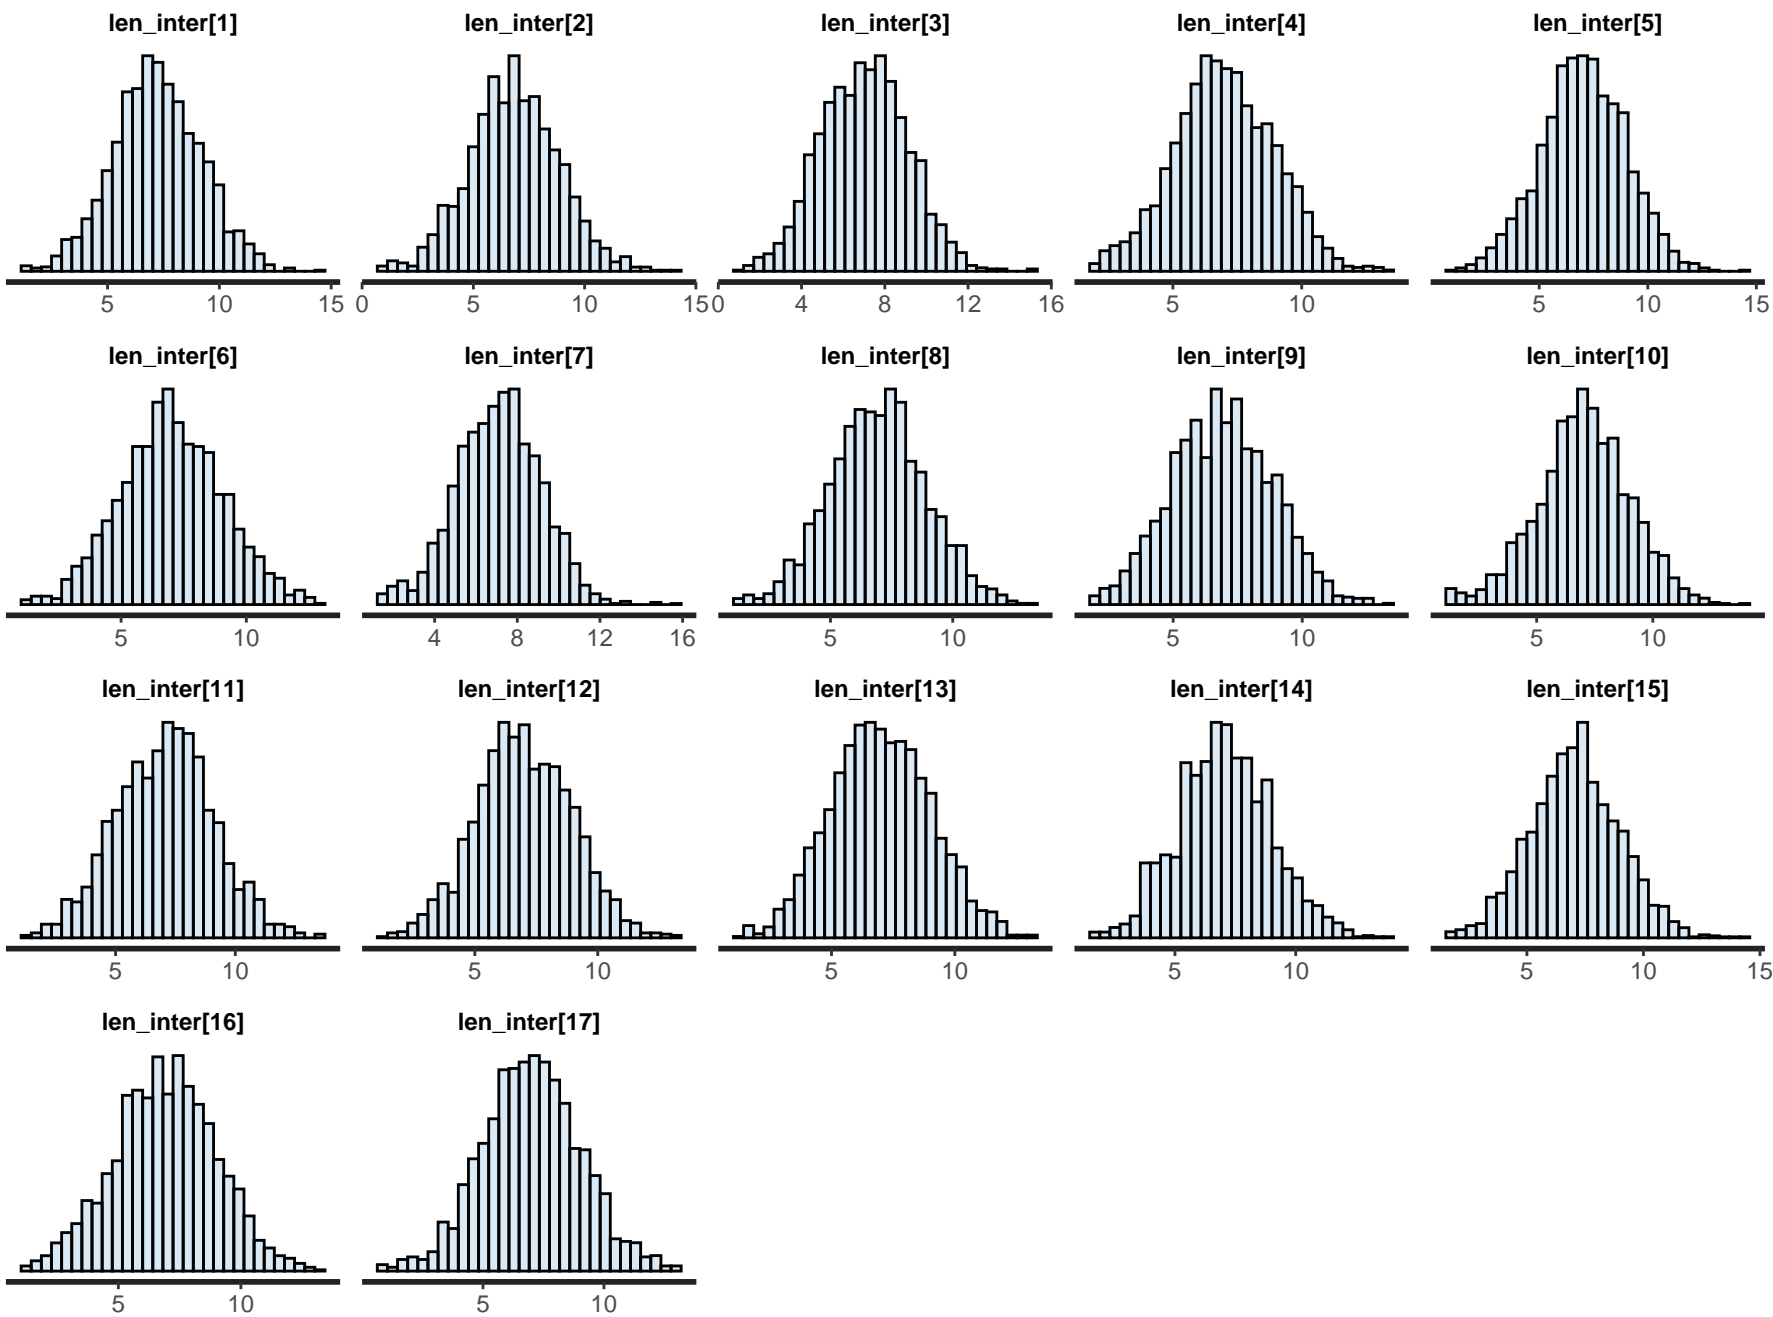 len_inter[1] len_inter[2] len_inter[3] len_inter[4] len_inter[5]
5 10 15 0 5 10 15 0 4 8 12 16 5 10 5 10 15
len_inter[6] len_inter[7] len_inter[8] len_inter[9] len_inter[10]
5 10 4 8 12 16 5 10 5 10 5 10
len_inter[11] len_inter[12] len_inter[13] len_inter[14] len_inter[15]
5 10 5 10 5 10 5 10 5 10 15
len_inter[16] len_inter[17]
5 10 5 10